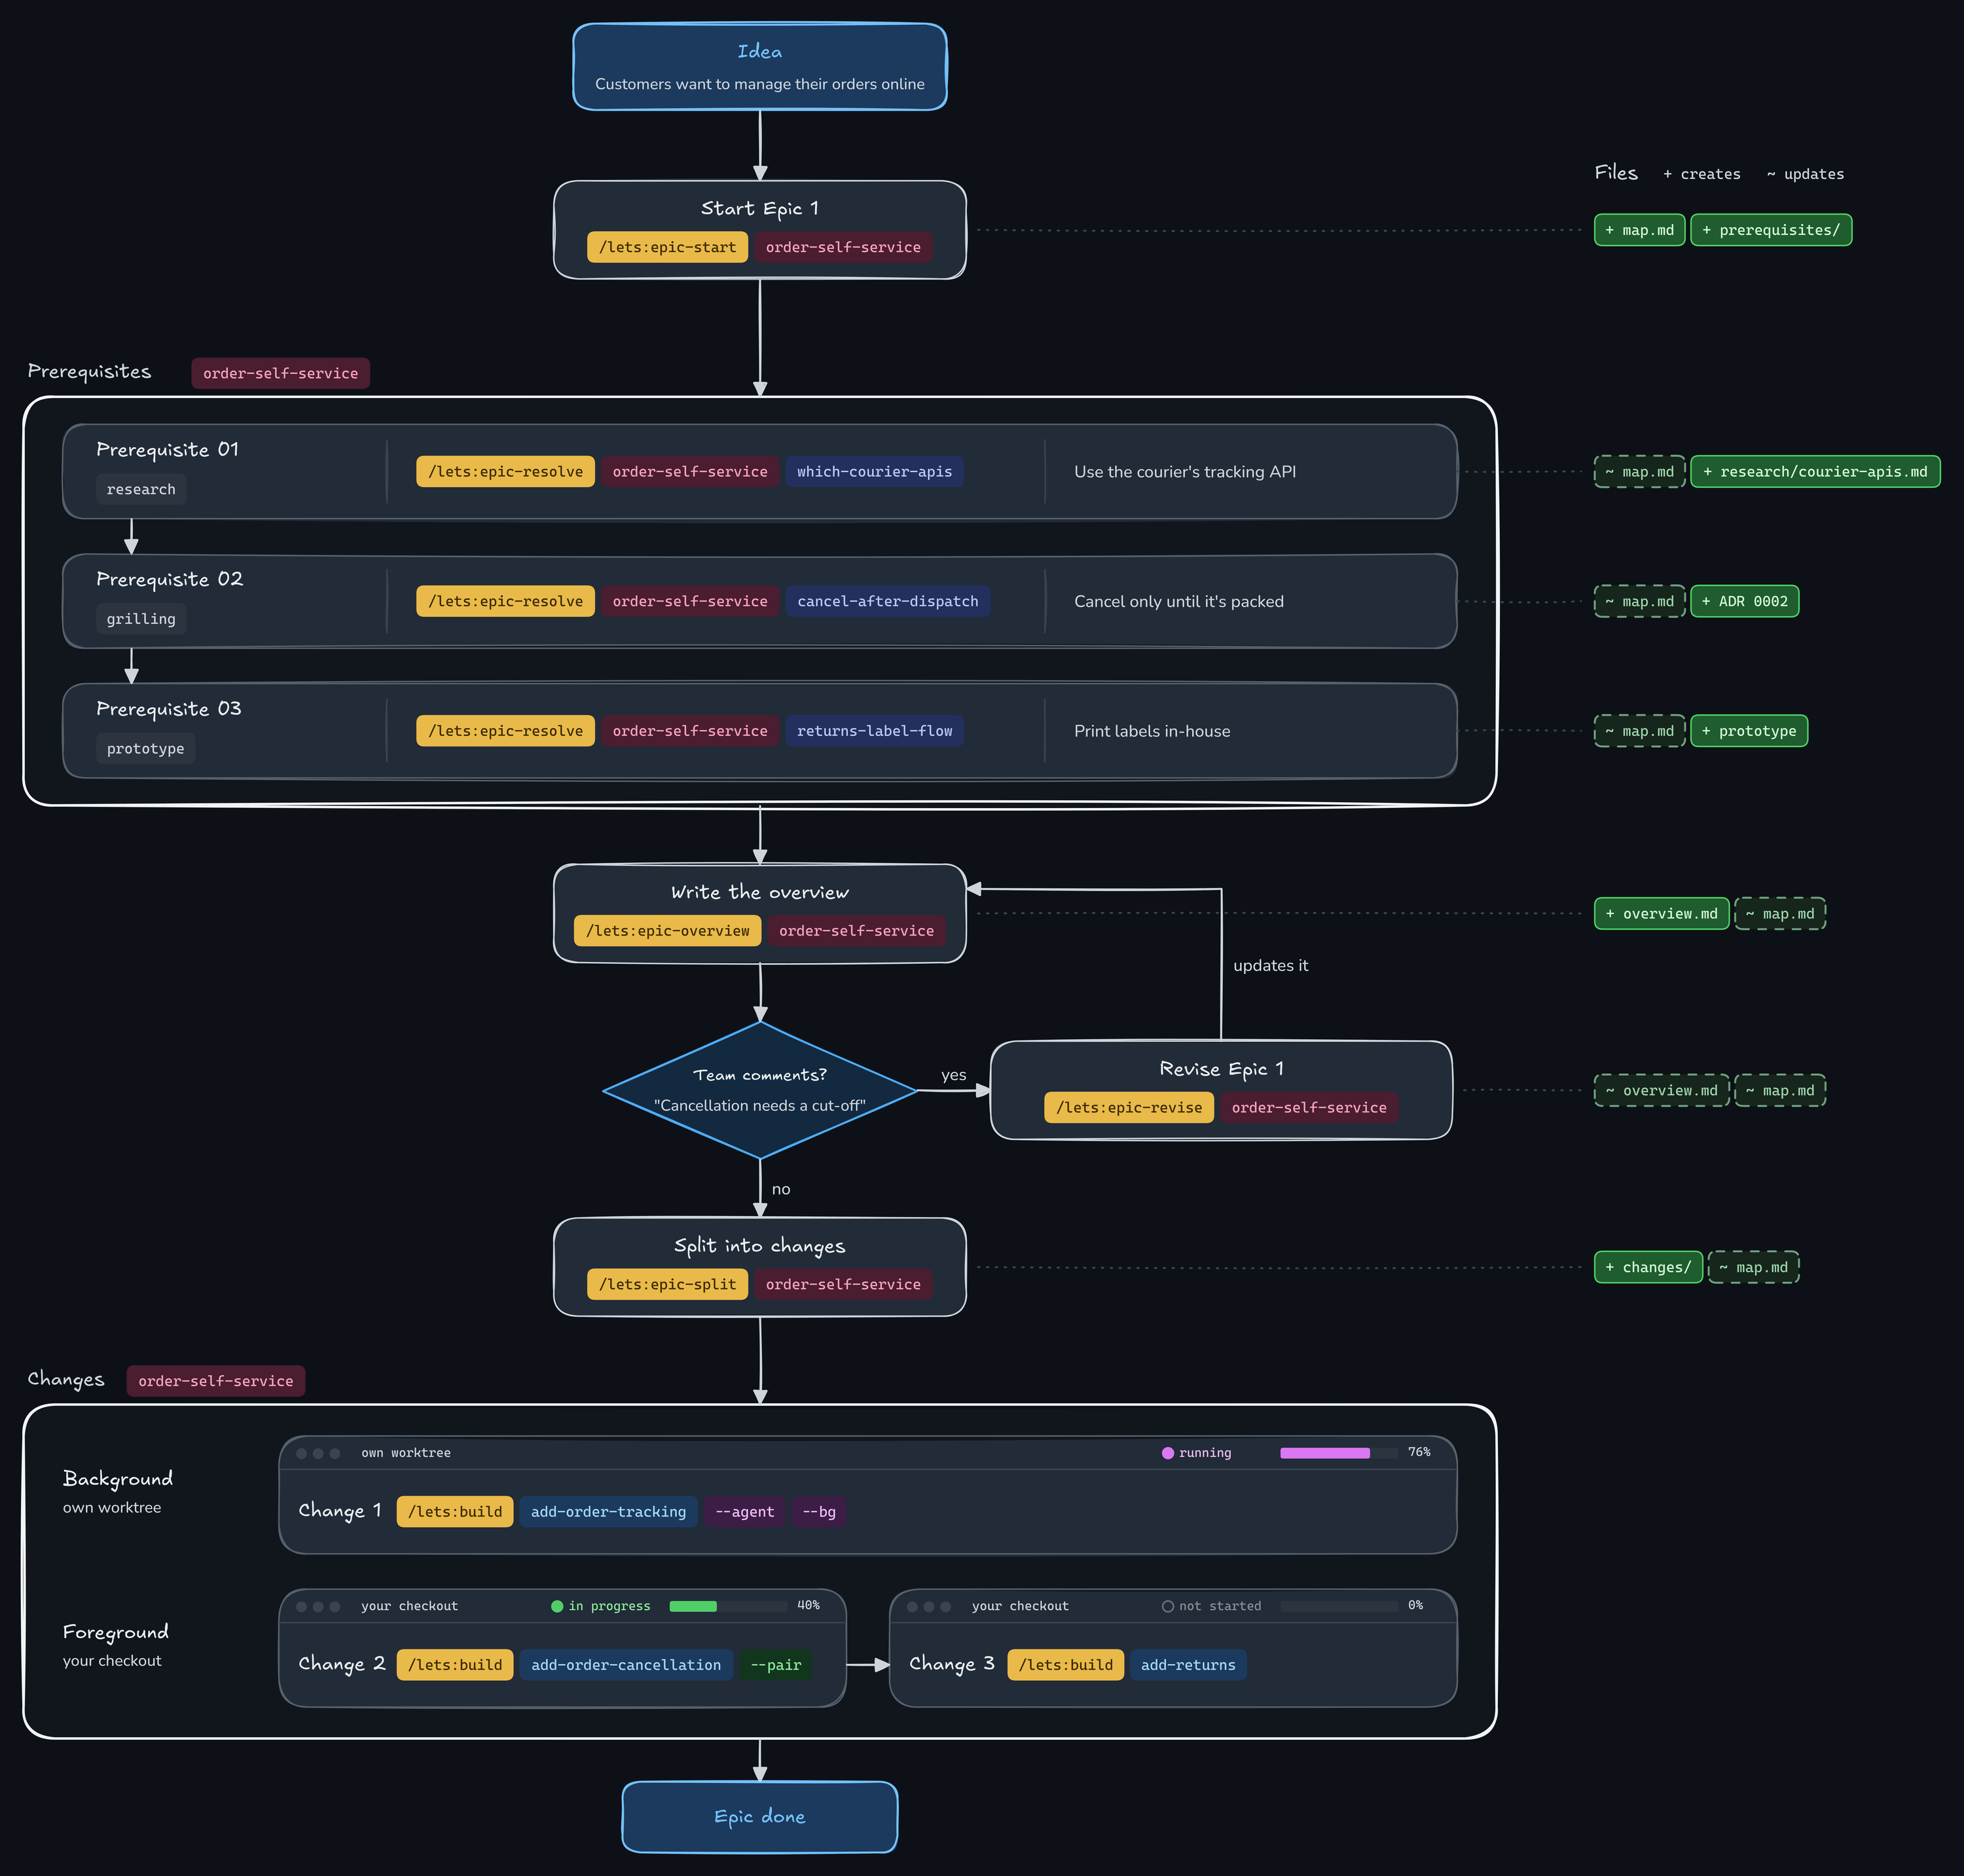 Idea
Customers want to manage their orders online
Start Epic 1
/lets:epic-start order-self-service
Files + creates ~ updates
+ map.md + prerequisites/
Prerequisites order-self-service
Prerequisite 01
research
/lets:epic-resolve order-self-service which-courier-apis
Use the courier's tracking API
~ map.md + research/courier-apis.md
Prerequisite 02
grilling
/lets:epic-resolve order-self-service cancel-after-dispatch
Cancel only until it's packed
~ map.md + ADR 0002
Prerequisite 03
prototype
/lets:epic-resolve order-self-service returns-label-flow
Print labels in-house
~ map.md + prototype
Write the overview
/lets:epic-overview order-self-service
+ overview.md ~ map.md
updates it
Team comments?
"Cancellation needs a cut-off"
yes
Revise Epic 1
/lets:epic-revise order-self-service
~ overview.md ~ map.md
no
Split into changes
/lets:epic-split order-self-service
+ changes/ ~ map.md
Changes order-self-service
Background
own worktree
own worktree running 76%
Change 1 /lets:build add-order-tracking --agent --bg
Foreground
your checkout
your checkout in progress 40%
Change 2 /lets:build add-order-cancellation --pair
your checkout not started 0%
Change 3 /lets:build add-returns
Epic done